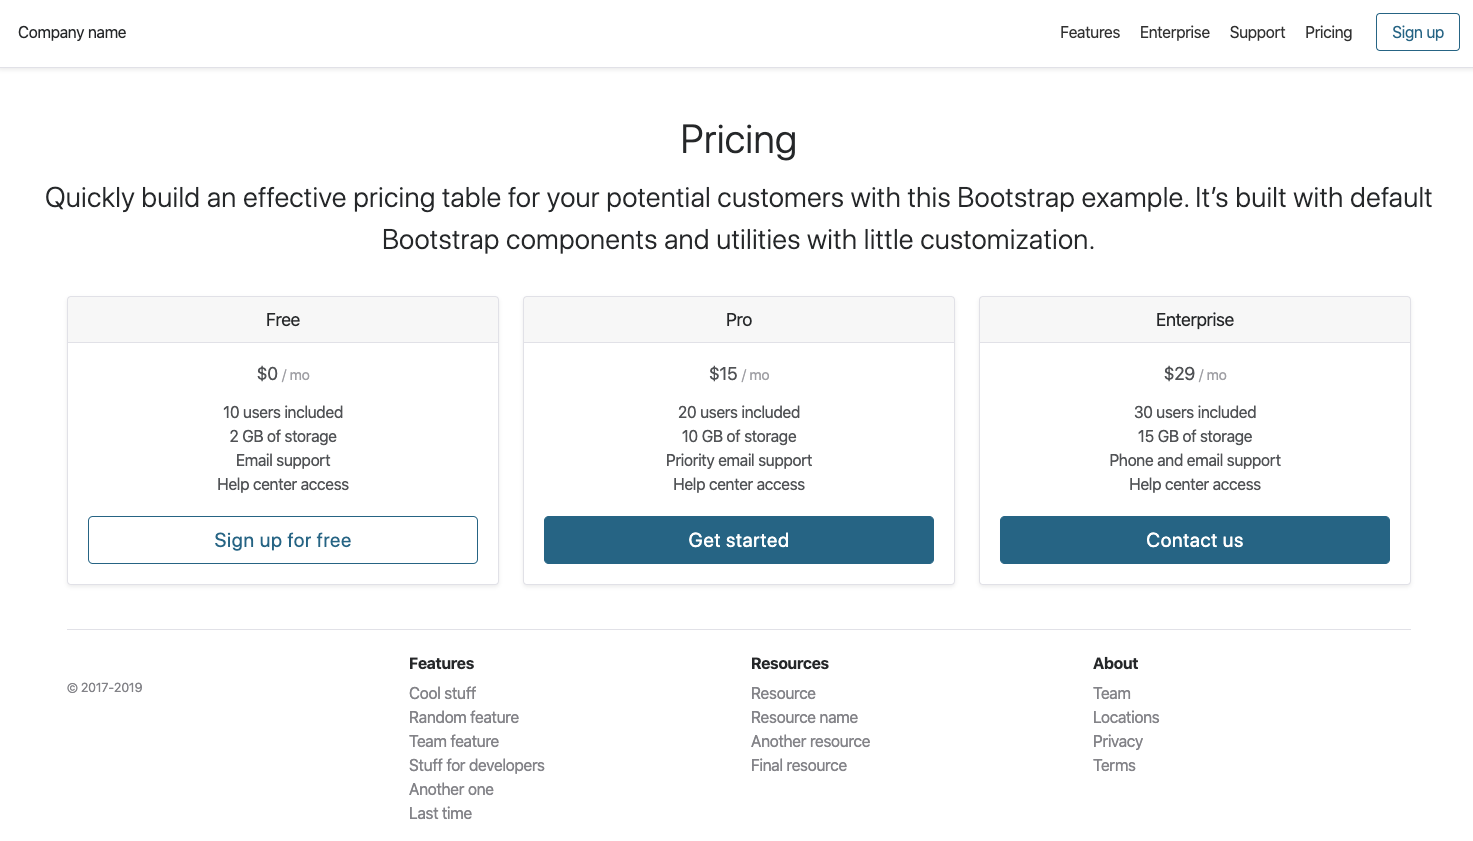 Company name
Features
Enterprise
Support
Pricing
Sign up
Pricing
Quickly build an effective pricing table for your potential customers with this Bootstrap example. It’s built with default
Bootstrap components and utilities with little customization.
Free
$0 / mo
10 users included
2 GB of storage
Email support
Help center access
Sign up for free
Pro
$15 / mo
20 users included
10 GB of storage
Priority email support
Help center access
Get started
Enterprise
$29 / mo
30 users included
15 GB of storage
Phone and email support
Help center access
Contact us
© 2017-2019
Features
Cool stuff
Random feature
Team feature
Stuff for developers
Another one
Last time
Resources
Resource
Resource name
Another resource
Final resource
About
Team
Locations
Privacy
Terms